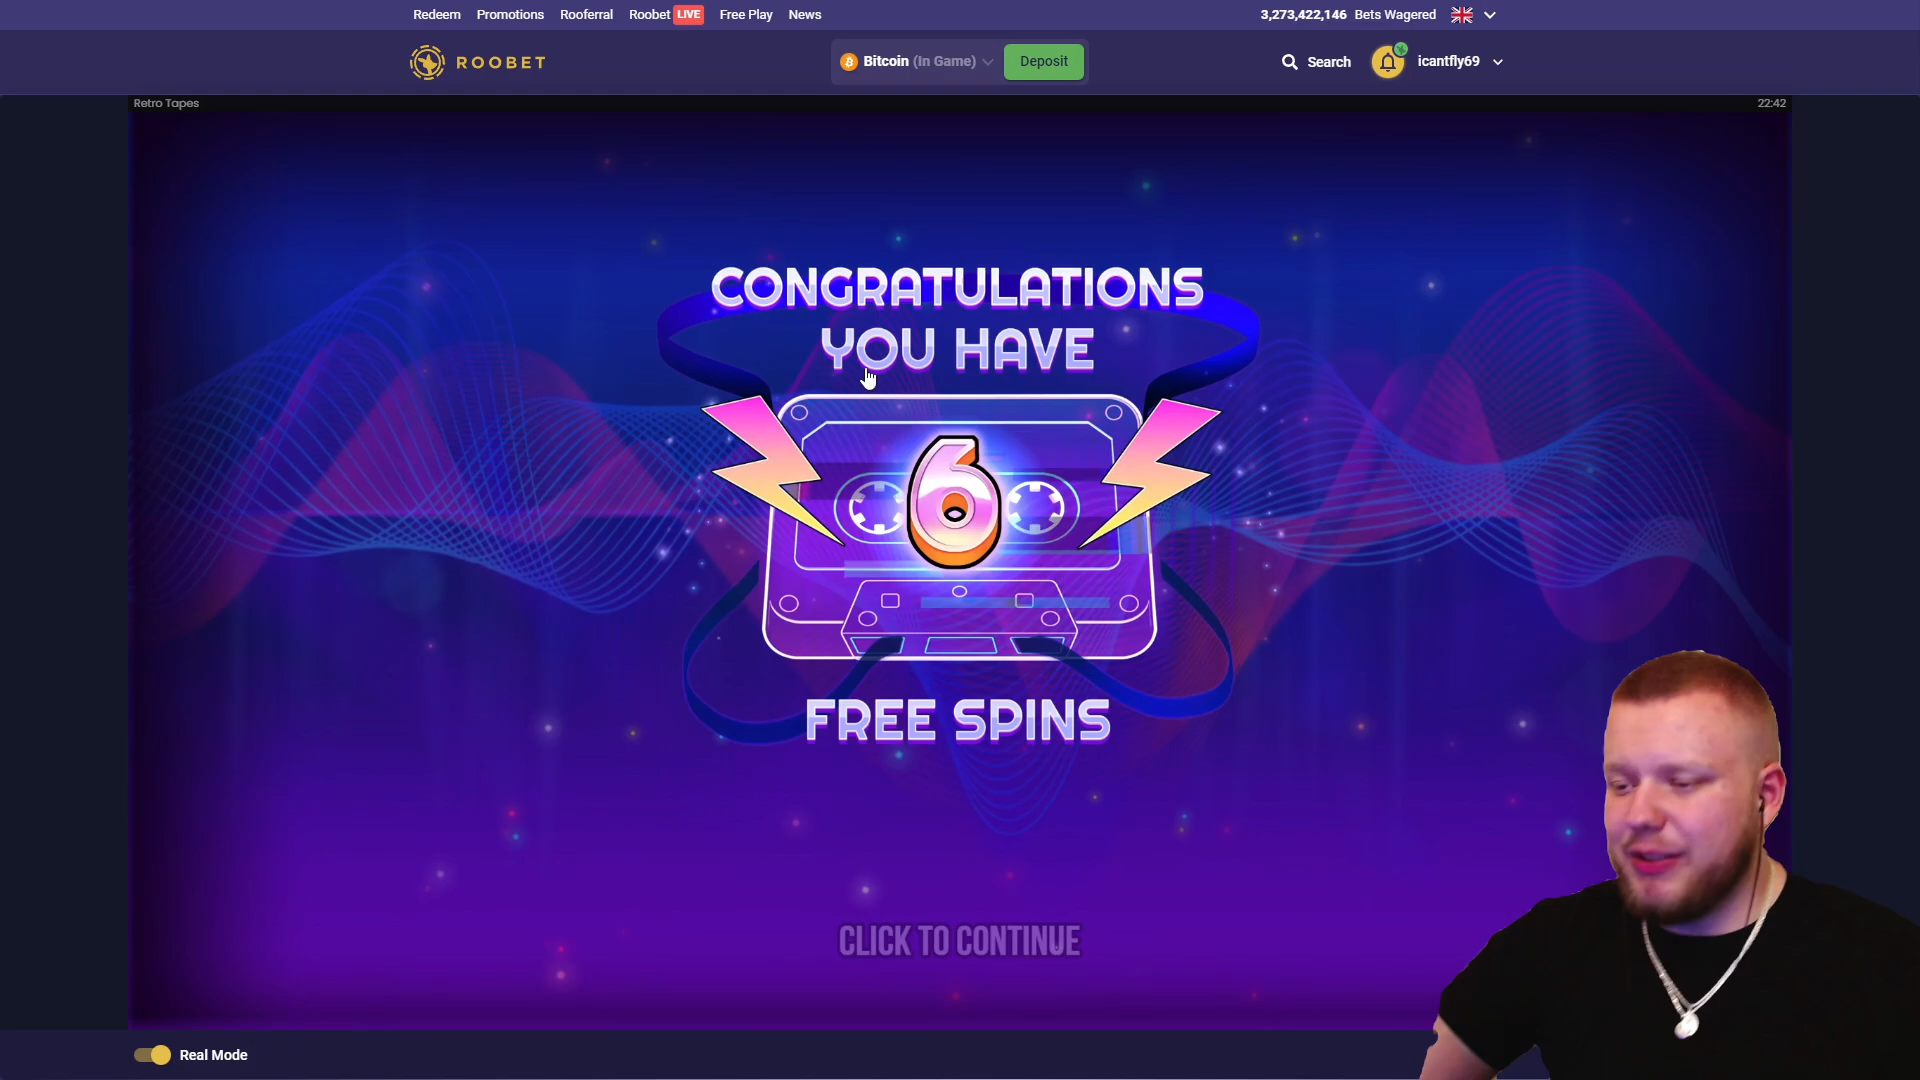 Redeem Promotions Rooferral Roobet LIVE Free Play News 3,273,422,146 Bets Wagered
ROOBET Bitcoin (In Game) Deposit Search icantfly69
Retro Tapes 22:42
CONGRATULATIONS
YOU HAVE
6
FREE SPINS
CLICK TO CONTINUE
Real Mode